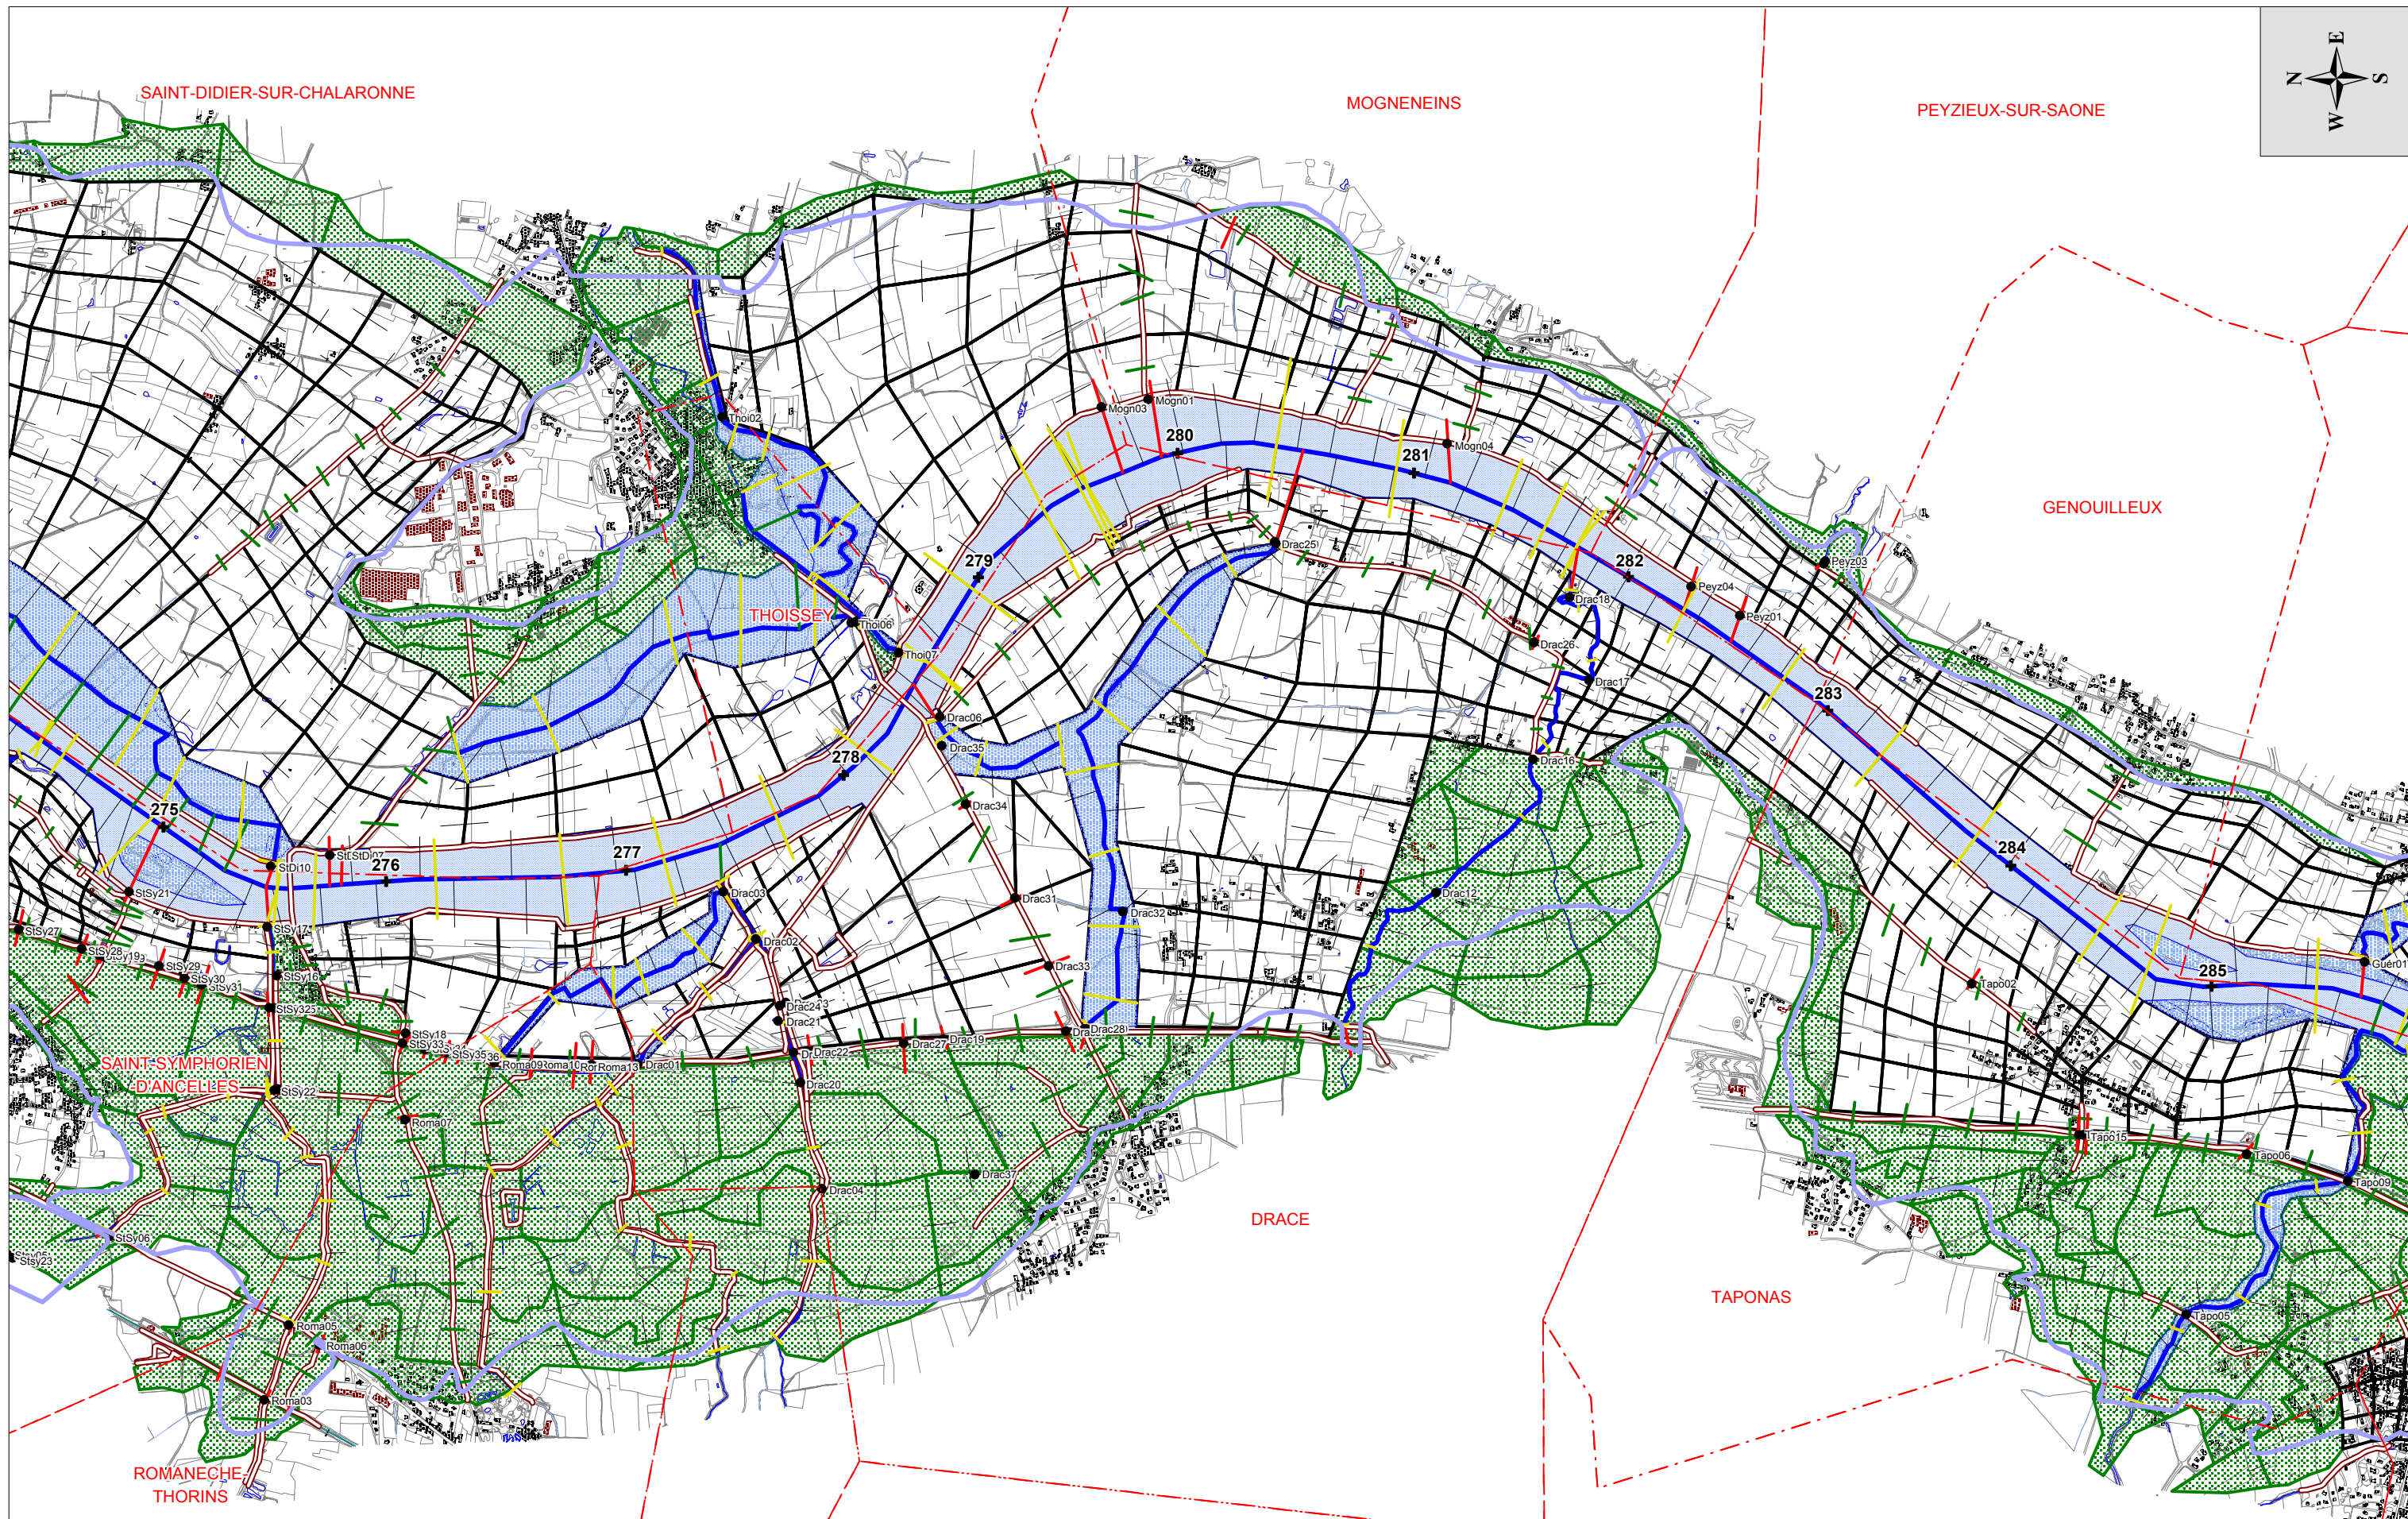 N
E
S
W
SAINT-DIDIER-SUR-CHALARONNE
MOGNENEINS
PEYZIEUX-SUR-SAONE
GENOUILLEUX
THOISSEY
SAINT-SYMPHORIEN
-D'ANCELLES
ROMANECHE-
THORINS
DRACE
TAPONAS
275
276
277
278
279
280
281
282
283
284
285
Thoi02
Thoi06
Thoi07
Mogn03
Mogn01
Mogn04
Peyz03
Peyz04
Peyz01
Drac25
Drac18
Drac26
Drac17
Drac16
Drac12
Drac06
Drac35
Drac34
Drac31
Drac32
Drac33
Drac28
Drac03
Drac02
Drac24
Drac21
Drac22
Drac27
Drac19
Drac20
Drac01
Drac04
Drac37
StDi07
StDi10
StSy21
StSy17
StSy27
StSy28
StSy29
StSy30
StSy31
StSy16
StSy18
StSy33
StSy35
StSy22
StSy06
StSy23
Roma09
Roma13
Roma07
Roma05
Roma06
Roma03
Tapo02
Tapo15
Tapo06
Tapo09
Tapo05
Guer01